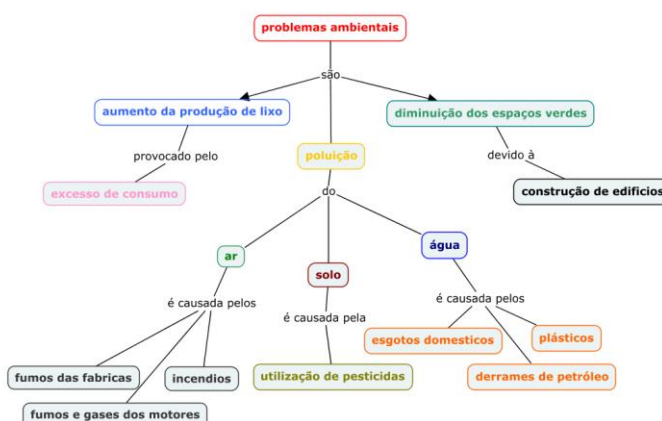 problemas ambientais
são
aumento da produção de lixo
diminuição dos espaços verdes
provocado pelo
poluição
devido à
excesso de consumo
construção de edificios
do
ar
solo
água
é causada pelos
é causada pela
é causada pelos
esgotos domesticos
plásticos
fumos das fabricas
incendios
utilização de pesticidas
derrames de petróleo
fumos e gases dos motores